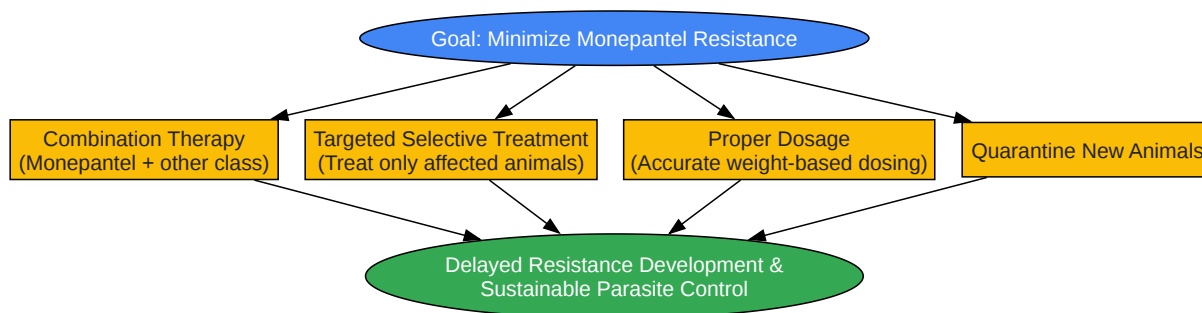 Goal: Minimize Monepantel Resistance
Combination Therapy
(Monepantel + other class)
Targeted Selective Treatment
(Treat only affected animals)
Proper Dosage
(Accurate weight-based dosing)
Quarantine New Animals
Delayed Resistance Development &
Sustainable Parasite Control